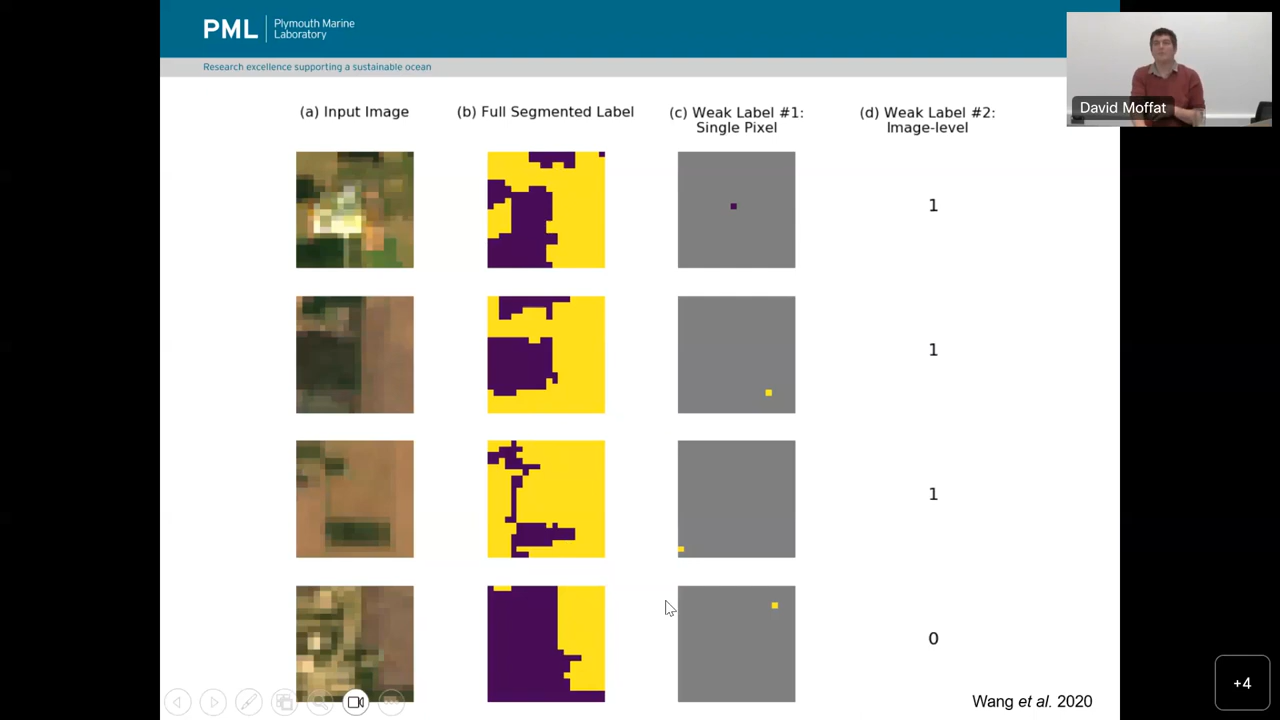 PML
Plymouth Marine
Laboratory
Research excellence supporting a sustainable ocean
David Moffat
(a) Input Image
(b) Full Segmented Label
(c) Weak Label #1:
Single Pixel
(d) Weak Label #2:
Image-level
1
1
1
0
+4
Wang et al. 2020